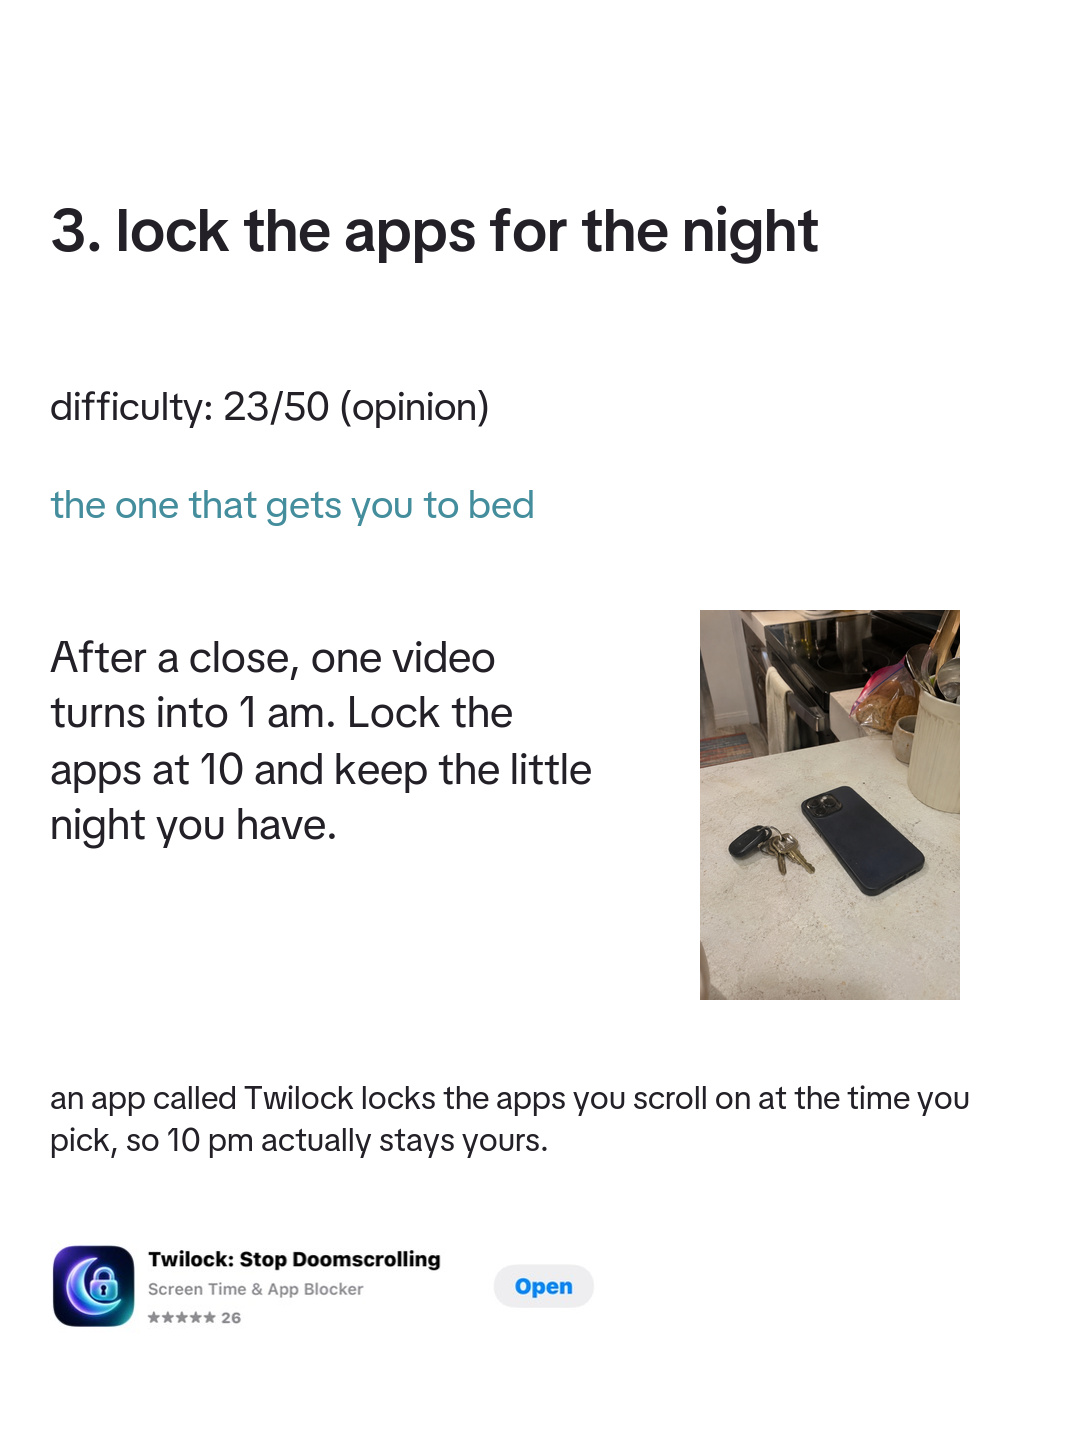 3. lock the apps for the night
difficulty: 23/50 (opinion)
the one that gets you to bed
After a close, one video
turns into 1 am. Lock the
apps at 10 and keep the little
night you have.
an app called Twilock locks the apps you scroll on at the time you
pick, so 10 pm actually stays yours.
Twilock: Stop Doomscrolling
Screen Time & App Blocker
★★★★★ 26
Open